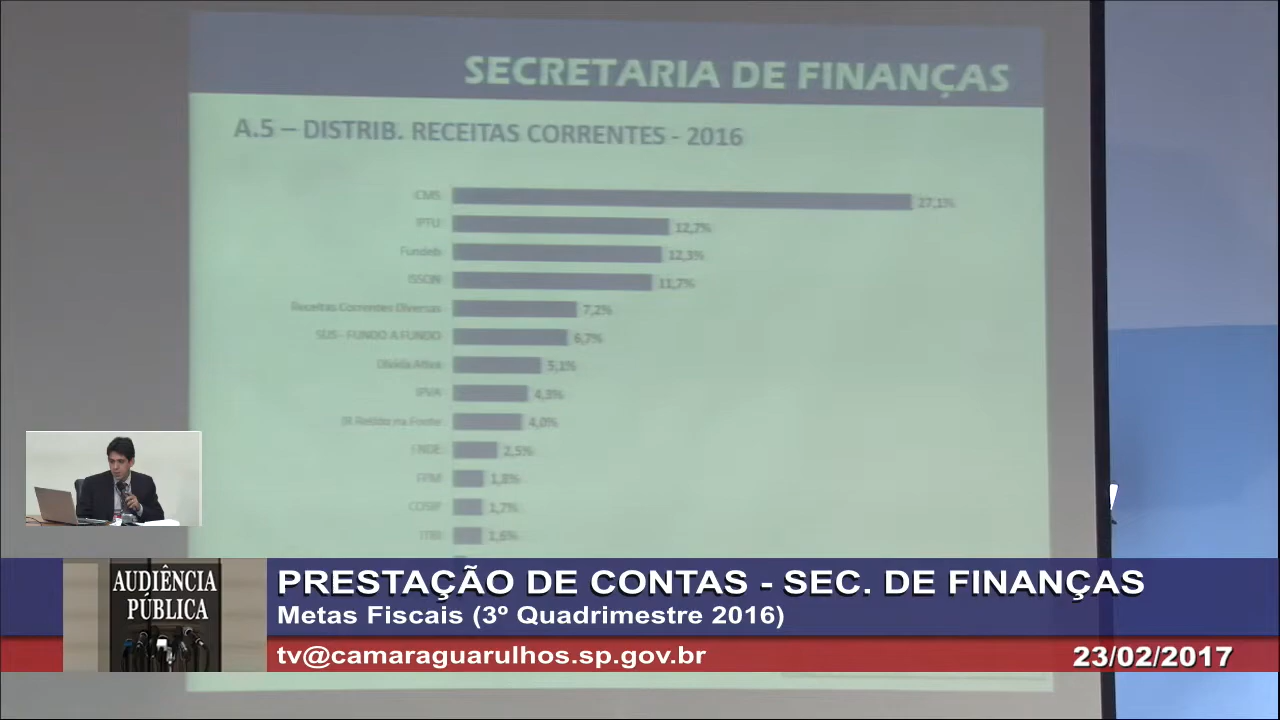 SECRETARIA DE FINANÇAS
A.5 – DISTRIB. RECEITAS CORRENTES - 2016
ICMS 27,1%
IPTU 12,7%
Fundeb 12,3%
ISSQN 11,7%
Receitas Correntes Diversas 7,2%
SUS - FUNDO A FUNDO 6,7%
Dívida Ativa 5,1%
IPVA 4,3%
IR Retido na Fonte 4,0%
FNDE 2,5%
FPM 1,8%
COSIP 1,7%
ITBI 1,6%
AUDIÊNCIA
PÚBLICA
PRESTAÇÃO DE CONTAS - SEC. DE FINANÇAS
Metas Fiscais (3º Quadrimestre 2016)
tv@camaraguarulhos.sp.gov.br
23/02/2017